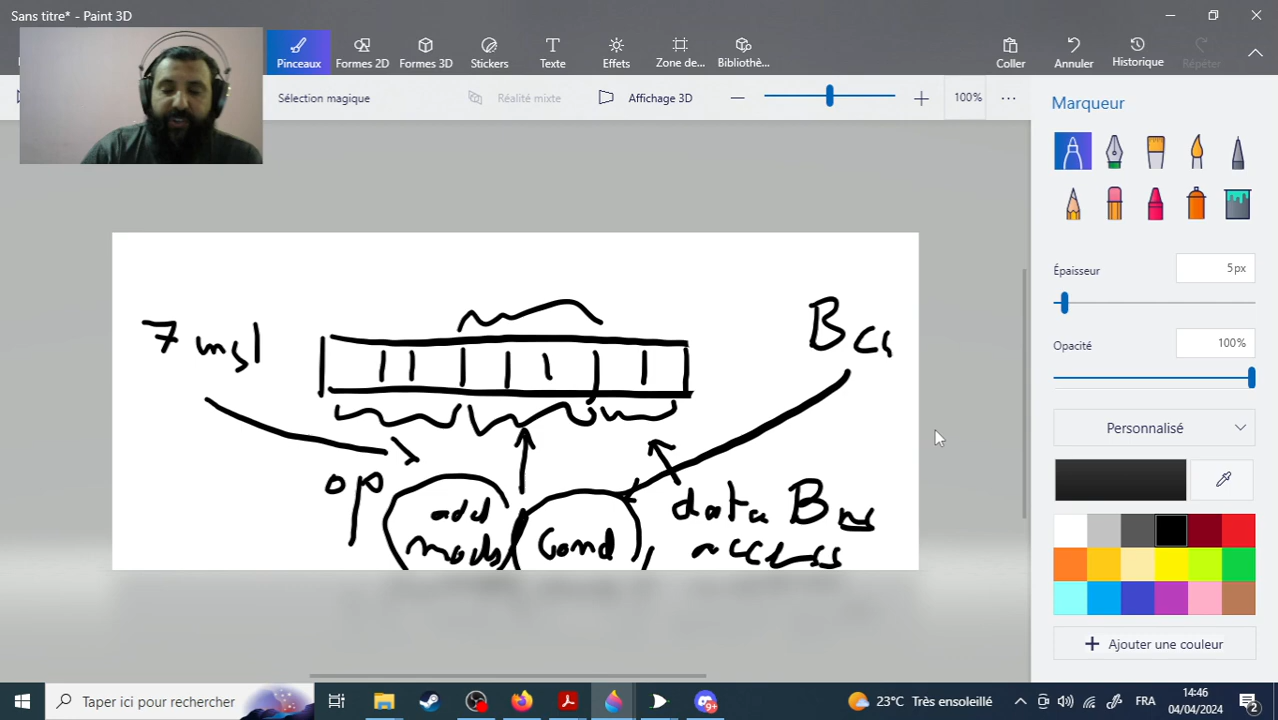 Sans titre* - Paint 3D
Pinceaux
Formes 2D
Formes 3D
Stickers
Texte
Effets
Zone de...
Bibliothè...
Coller
Annuler
Historique
Répéter
Sélection magique
Réalité mixte
Affichage 3D
100%
Marqueur
Épaisseur
5px
Opacité
100%
Personnalisé
Ajouter une couleur
7
B
op
add
mods
Cond
data Bus
access
Taper ici pour rechercher
23°C Très ensoleillé
FRA
14:46
04/04/2024
2